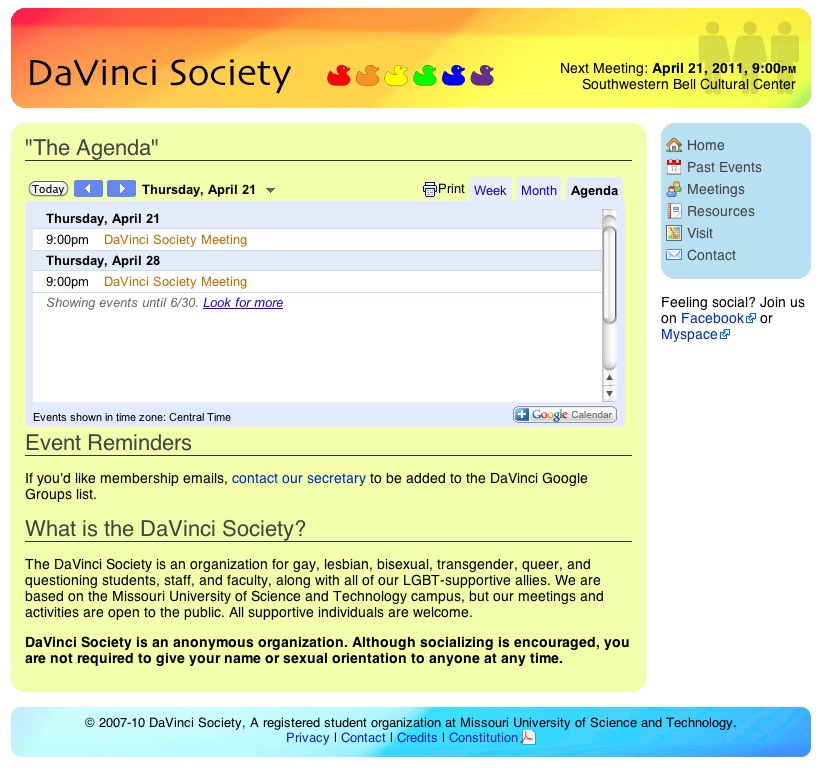 DaVinci Society
Next Meeting: April 21, 2011, 9:00PM
Southwestern Bell Cultural Center
"The Agenda"
Today
Thursday, April 21
Print
Week
Month
Agenda
Thursday, April 21
9:00pm DaVinci Society Meeting
Thursday, April 28
9:00pm DaVinci Society Meeting
Showing events until 6/30. Look for more
Events shown in time zone: Central Time
Google Calendar
Event Reminders
If you'd like membership emails, contact our secretary to be added to the DaVinci Google
Groups list.
What is the DaVinci Society?
The DaVinci Society is an organization for gay, lesbian, bisexual, transgender, queer, and
questioning students, staff, and faculty, along with all of our LGBT-supportive allies. We are
based on the Missouri University of Science and Technology campus, but our meetings and
activities are open to the public. All supportive individuals are welcome.
DaVinci Society is an anonymous organization. Although socializing is encouraged, you
are not required to give your name or sexual orientation to anyone at any time.
Home
Past Events
Meetings
Resources
Visit
Contact
Feeling social? Join us
on Facebook or
Myspace
© 2007-10 DaVinci Society, A registered student organization at Missouri University of Science and Technology.
Privacy | Contact | Credits | Constitution